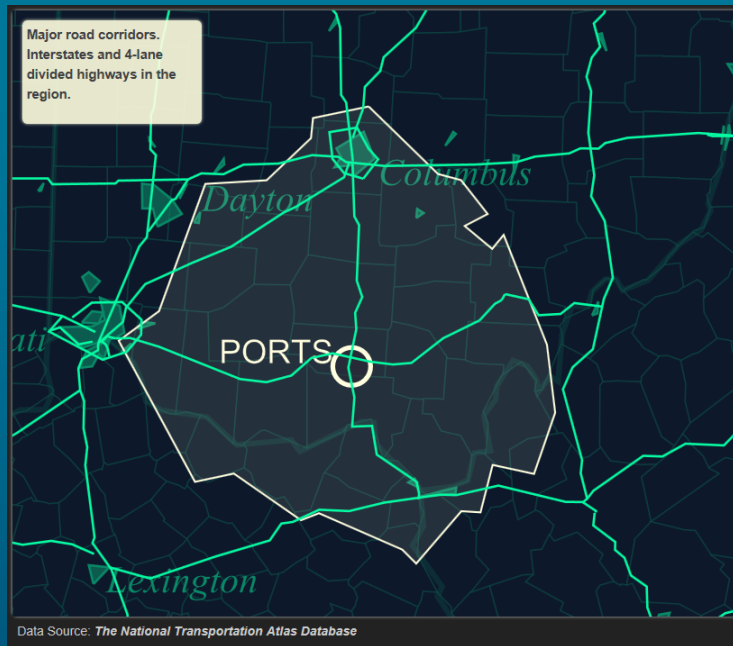 Major road corridors.
Interstates and 4-lane
divided highways in the
region.
Columbus
Dayton
ati
PORTS
Lexington
Data Source: The National Transportation Atlas Database